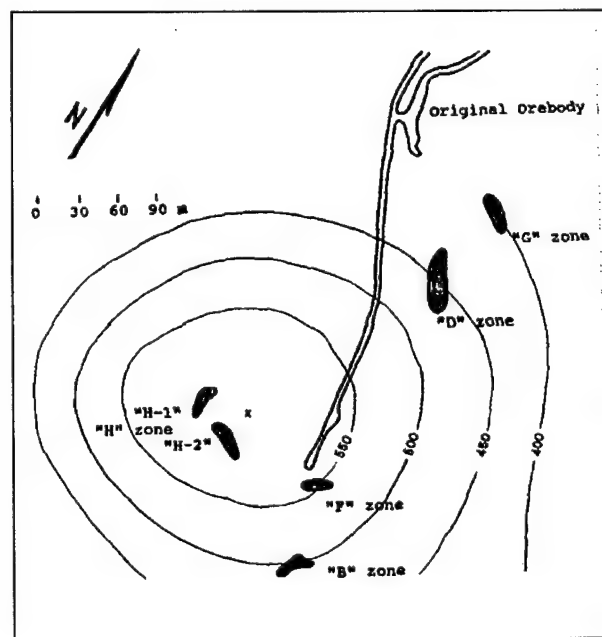 N
Original Orebody
0 30 60 90 m
"G" zone
"D" zone
"H-1"
x
"H" zone
"H-2"
550
500
450
400
"F" zone
"B" zone